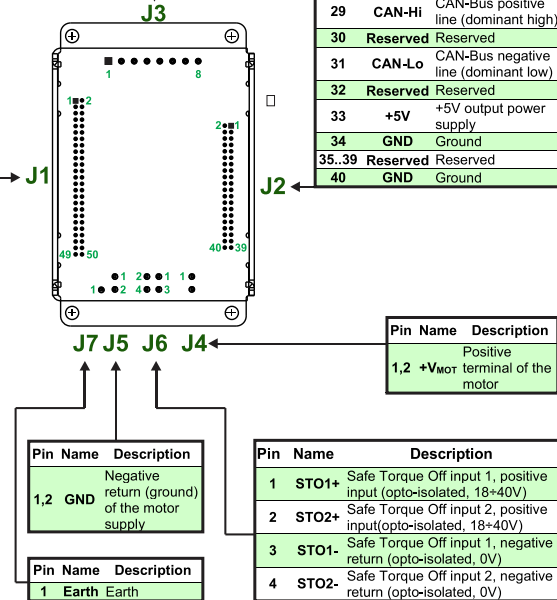 J3
29 CAN-Hi CAN-Bus positive
line (dominant high)
30 Reserved Reserved
31 CAN-Lo CAN-Bus negative
line (dominant low)
32 Reserved Reserved
33 +5V +5V output power
supply
34 GND Ground
35..39 Reserved Reserved
40 GND Ground
1 8
1 2
2 1
J1
J2
49 50
40 39
1 2 1 1
1 2 4 3
J7 J5 J6 J4
Pin Name Description
1,2 +VMOT Positive
terminal of the
motor
Pin Name Description
1,2 GND Negative
return (ground)
of the motor
supply
Pin Name Description
1 STO1+ Safe Torque Off input 1, positive
input (opto-isolated, 18÷40V)
2 STO2+ Safe Torque Off input 2, positive
input(opto-isolated, 18÷40V)
3 STO1- Safe Torque Off input 1, negative
return (opto-isolated, 0V)
4 STO2- Safe Torque Off input 2, negative
return (opto-isolated, 0V)
Pin Name Description
1 Earth Earth